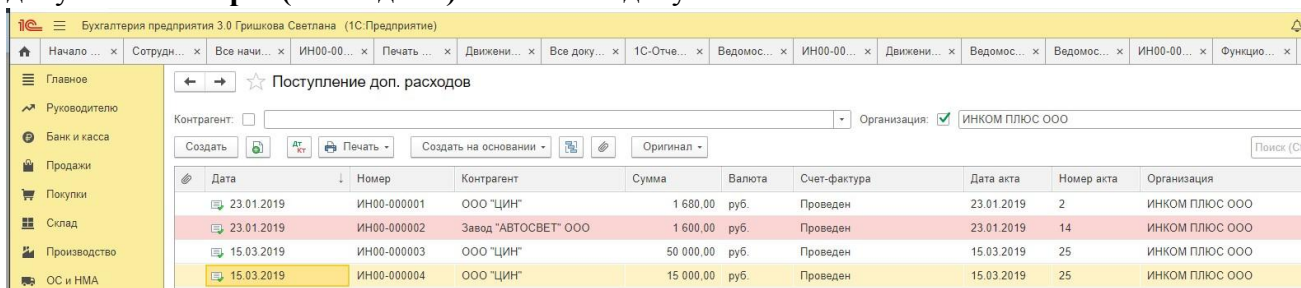 1С Бухгалтерия предприятия 3.0 Гришкова Светлана (1С:Предприятие)
Начало ... × Сотрудн... × Все начи... × ИН00-00... × Печать ... × Движени... × Все доку... × 1С-Отче... × Ведомос... × ИН00-00... × Движени... × Ведомос... × Ведомос... × ИН00-00... × Функцио... ×
Главное
Руководителю
Банк и касса
Продажи
Покупки
Склад
Производство
ОС и НМА
Поступление доп. расходов
Контрагент: Организация: ИНКОМ ПЛЮС ООО
Создать Дт Кт Печать Создать на основании Оригинал Поиск (С
Дата ↓ Номер Контрагент Сумма Валюта Счет-фактура Дата акта Номер акта Организация
23.01.2019 ИН00-000001 ООО "ЦИН" 1 680,00 руб. Проведен 23.01.2019 2 ИНКОМ ПЛЮС ООО
23.01.2019 ИН00-000002 Завод "АВТОСВЕТ" ООО 1 600,00 руб. Проведен 23.01.2019 14 ИНКОМ ПЛЮС ООО
15.03.2019 ИН00-000003 ООО "ЦИН" 50 000,00 руб. Проведен 15.03.2019 25 ИНКОМ ПЛЮС ООО
15.03.2019 ИН00-000004 ООО "ЦИН" 15 000,00 руб. Проведен 15.03.2019 25 ИНКОМ ПЛЮС ООО